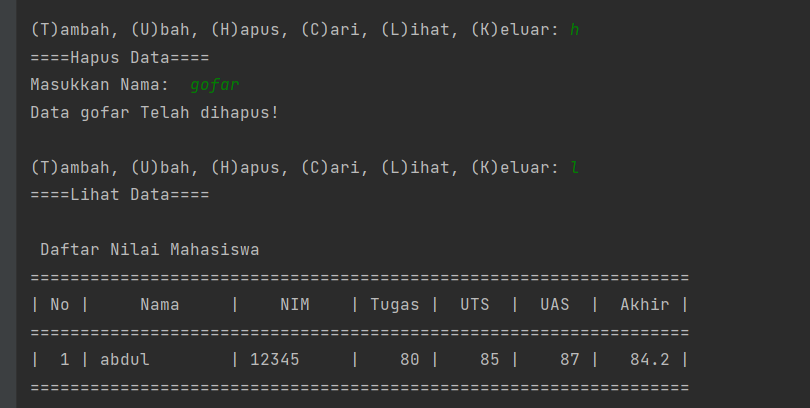 (T)ambah, (U)bah, (H)apus, (C)ari, (L)ihat, (K)eluar: h
====Hapus Data====
Masukkan Nama:  gofar
Data gofar Telah dihapus!
(T)ambah, (U)bah, (H)apus, (C)ari, (L)ihat, (K)eluar: l
====Lihat Data====
 Daftar Nilai Mahasiswa
==================================================================
| No |     Nama     |    NIM    | Tugas |  UTS  |  UAS  |  Akhir |
==================================================================
|  1 | abdul        | 12345     |    80 |    85 |    87 |   84.2 |
==================================================================